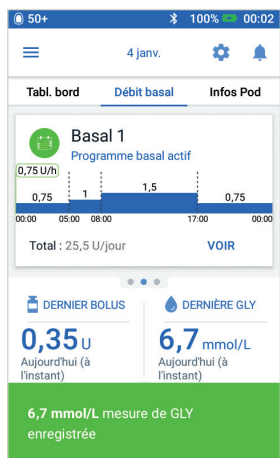 50+ 100% 00:02
4 janv.
Tabl. bord Débit basal Infos Pod
Basal 1
Programme basal actif
0,75 U/h
0,75 1 1,5 0,75
00:00 05:00 08:00 17:00 00:00
Total : 25,5 U/jour VOIR
DERNIER BOLUS DERNIÈRE GLY
0,35 U 6,7 mmol/L
Aujourd'hui (à Aujourd'hui (à
l'instant) l'instant)
6,7 mmol/L mesure de GLY
enregistrée